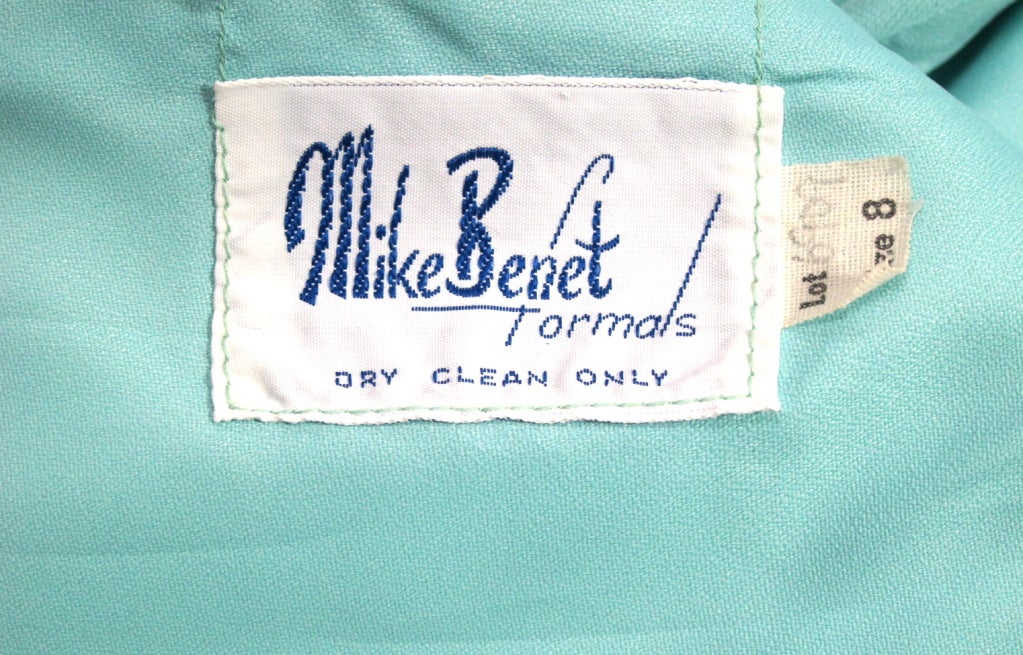 Mike Benet
formals
DRY CLEAN ONLY
Lot
ze 8